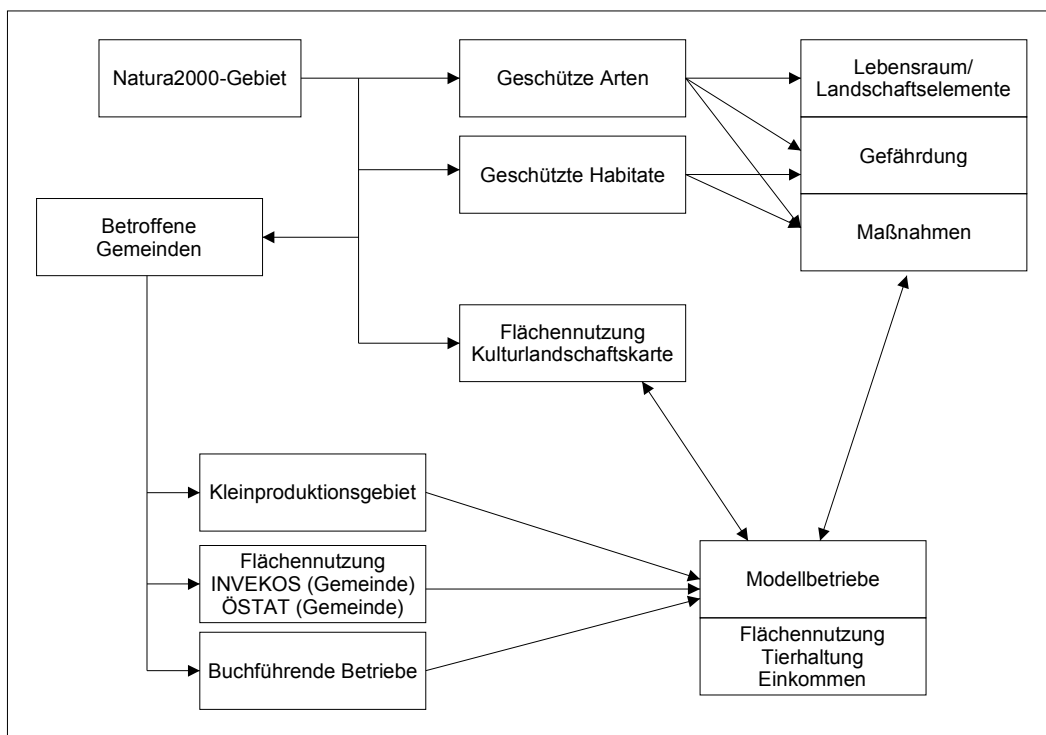 Natura2000-Gebiet
Geschütze Arten
Lebensraum/
Landschaftselemente
Gefährdung
Geschützte Habitate
Maßnahmen
Betroffene
Gemeinden
Flächennutzung
Kulturlandschaftskarte
Kleinproduktionsgebiet
Flächennutzung
INVEKOS (Gemeinde)
ÖSTAT (Gemeinde)
Buchführende Betriebe
Modellbetriebe
Flächennutzung
Tierhaltung
Einkommen